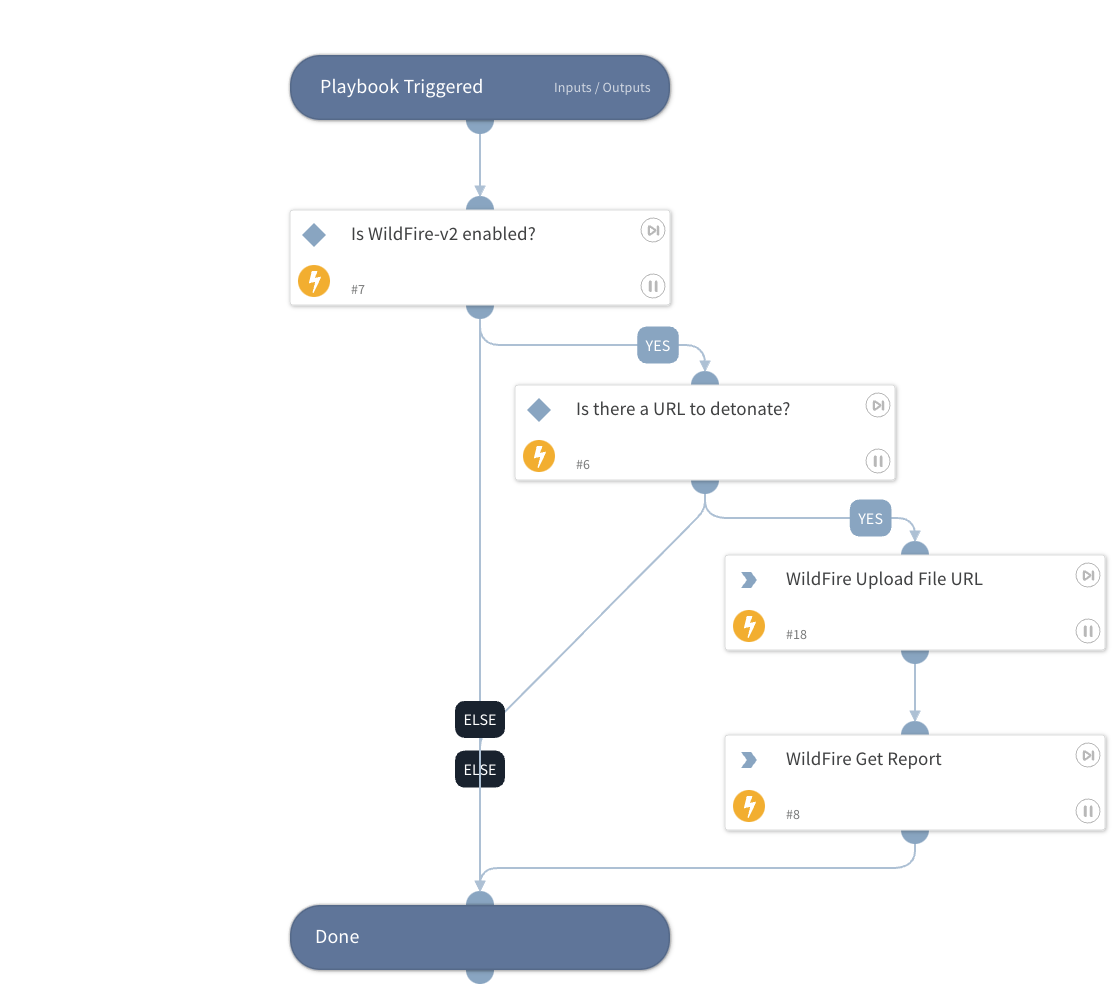 Playbook Triggered
Inputs / Outputs
Is WildFire-v2 enabled?
#7
YES
Is there a URL to detonate?
#6
YES
WildFire Upload File URL
#18
ELSE
WildFire Get Report
ELSE
#8
Done